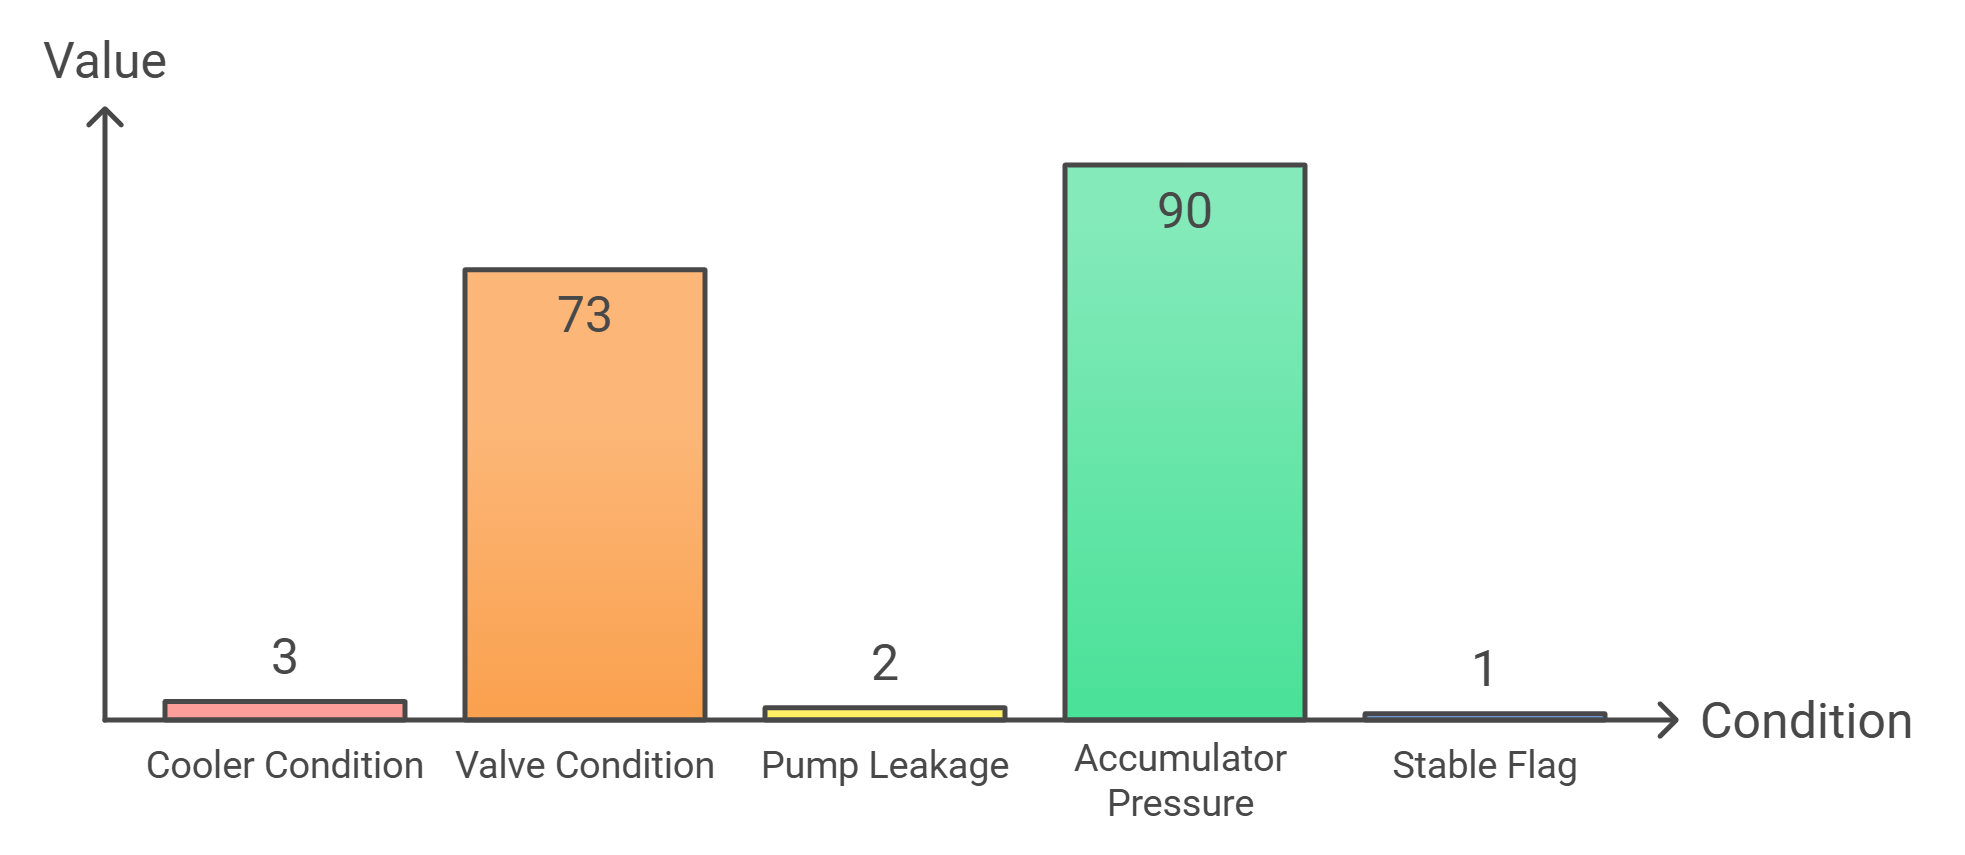 Value
90
73
3
2
1
Condition
Cooler Condition
Valve Condition
Pump Leakage
Accumulator
Pressure
Stable Flag